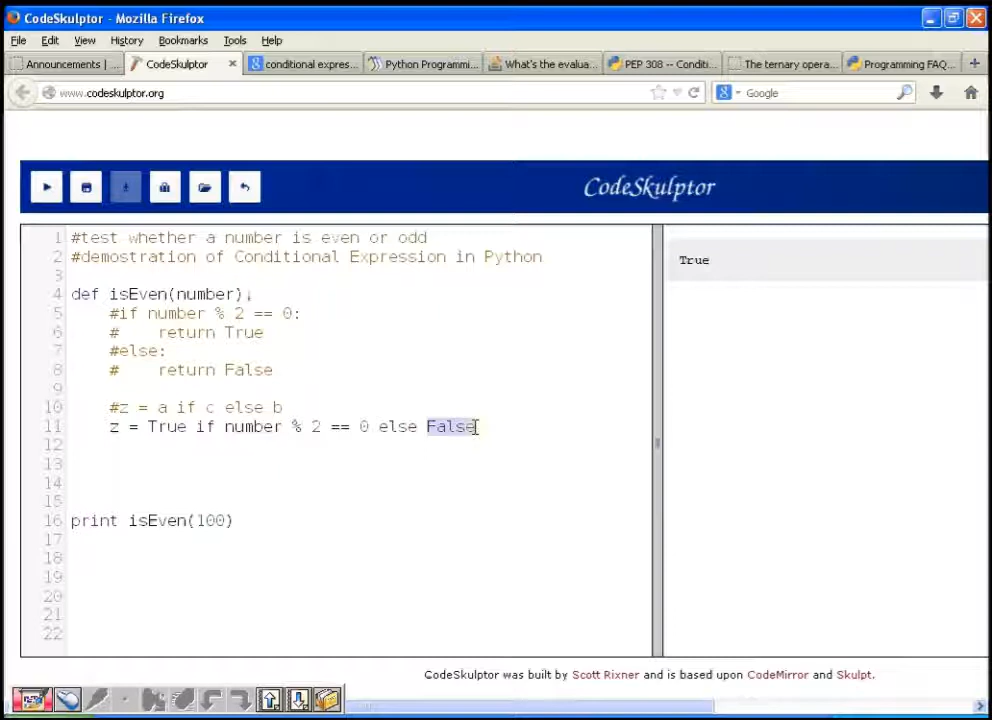 CodeSkulptor - Mozilla Firefox
File Edit View History Bookmarks Tools Help
Announcements | ... CodeSkulptor conditional expres... Python Programmi... What's the evalua... PEP 308 -- Conditi... The ternary opera... Programming FAQ...
www.codeskulptor.org Google
CodeSkulptor
1 #test whether a number is even or odd
2 #demostration of Conditional Expression in Python
3
4 def isEven(number):
5 #if number % 2 == 0:
6 # return True
7 #else:
8 # return False
9
10 #z = a if c else b
11 z = True if number % 2 == 0 else False
12
13
14
15
16 print isEven(100)
17
18
19
20
21
22
True
CodeSkulptor was built by Scott Rixner and is based upon CodeMirror and Skulpt.